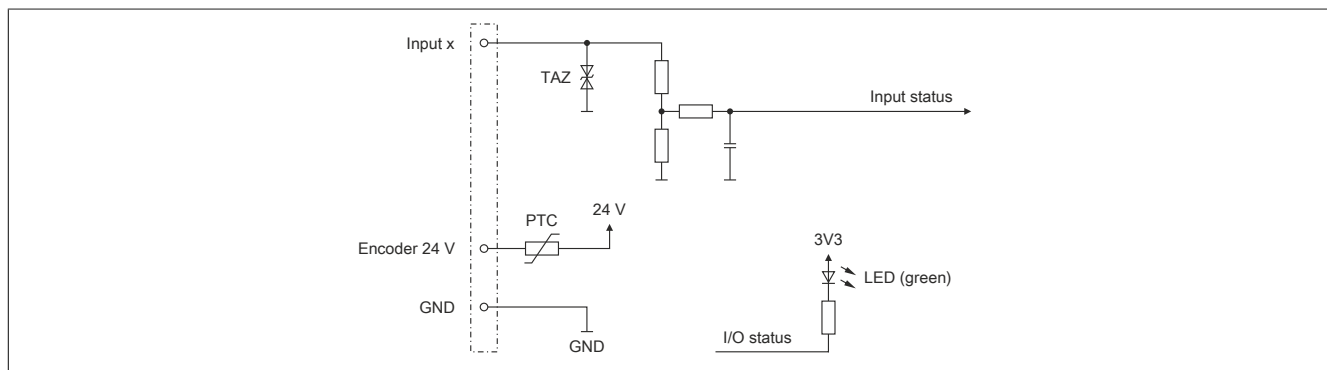 Input x
TAZ
Input status
24 V
PTC
Encoder 24 V
3V3
LED (green)
GND
I/O status
GND